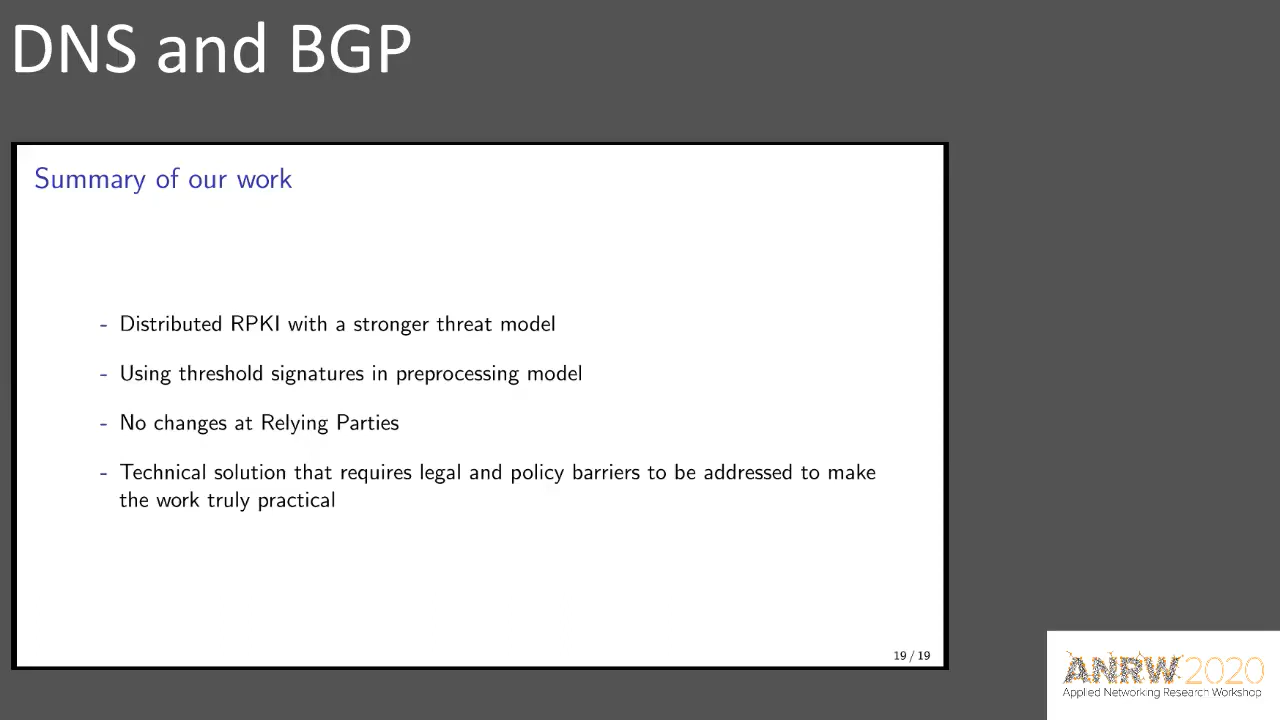 DNS and BGP
Summary of our work
- Distributed RPKI with a stronger threat model
- Using threshold signatures in preprocessing model
- No changes at Relying Parties
- Technical solution that requires legal and policy barriers to be addressed to make
the work truly practical
19 / 19
ANRW2020
Applied Networking Research Workshop